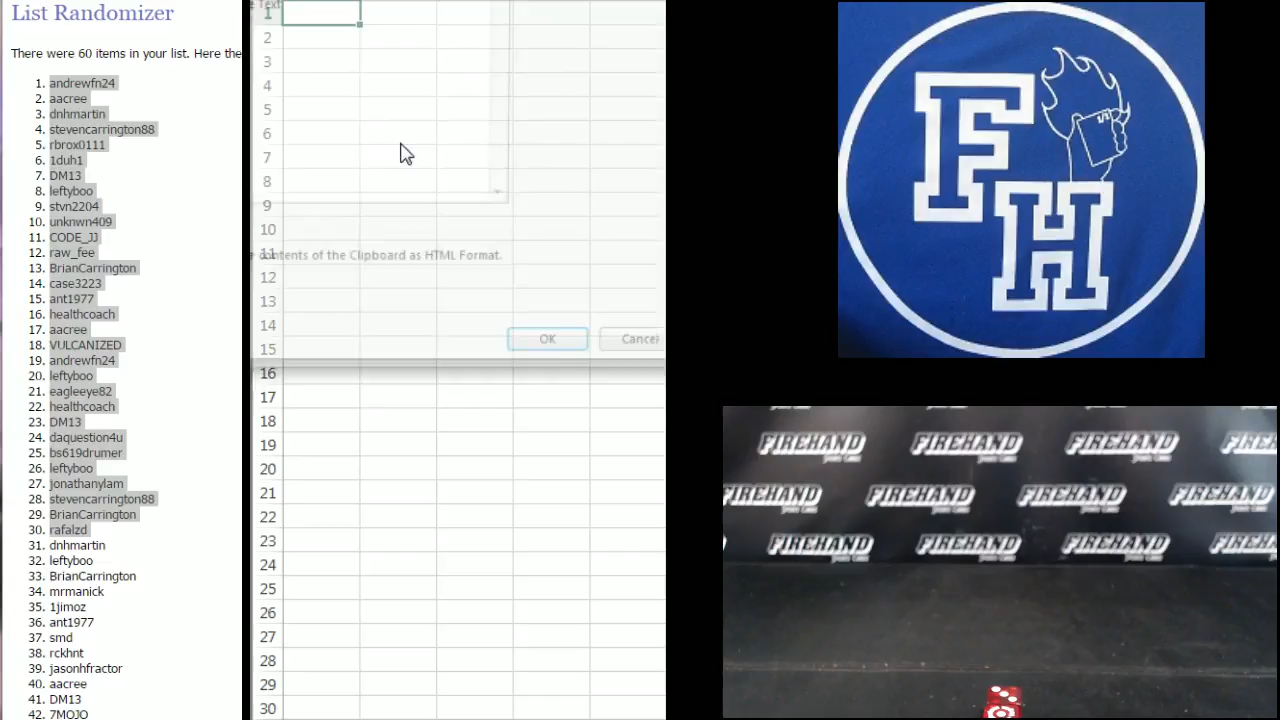 List Randomizer
There were 60 items in your list. Here the
1. andrewfn24
2. aacree
3. dnhmartin
4. stevencarrington88
5. rbrox0111
6. 1duh1
7. DM13
8. leftyboo
9. stvn2204
10. unknwn409
11. CODE_JJ
12. raw_fee
13. BrianCarrington
14. case3223
15. ant1977
16. healthcoach
17. aacree
18. VULCANIZED
19. andrewfn24
20. leftyboo
21. eagleeye82
22. healthcoach
23. DM13
24. daquestion4u
25. bs619drumer
26. leftyboo
27. jonathanylam
28. stevencarrington88
29. BrianCarrington
30. rafalzd
31. dnhmartin
32. leftyboo
33. BrianCarrington
34. mrmanick
35. 1jimoz
36. ant1977
37. smd
38. rckhnt
39. jasonhfractor
40. aacree
41. DM13
42. 7MOJO
e Text
1
2
3
4
5
6
7
8
9
10
11
contents of the Clipboard as HTML Format.
12
13
14
OK Cancel
15
16
17
18
19
20
21
22
23
24
25
26
27
28
29
30
F
H
1/1
FIREHAND FIREHAND FIREHAND FIREH
FIREHAND FIREHAND FIREHAND FIREHAND
FIREHAND FIREHAND FIREHAND FIREH